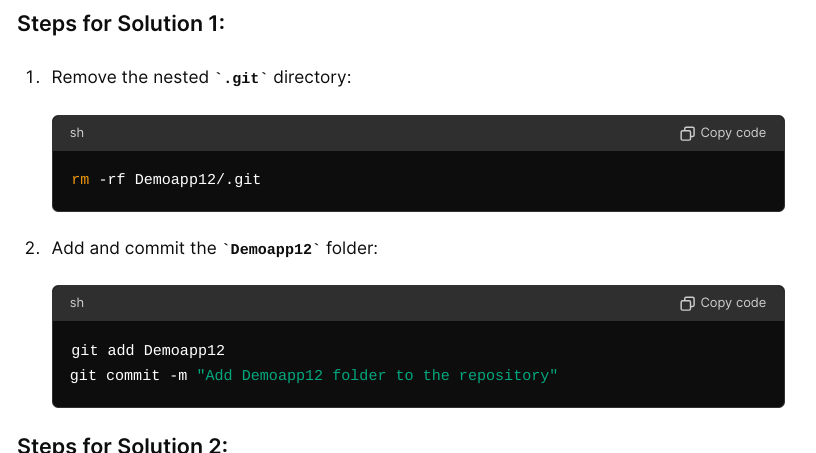 Steps for Solution 1:
1. Remove the nested `.git` directory:
sh Copy code
rm -rf Demoapp12/.git
2. Add and commit the `Demoapp12` folder:
sh Copy code
git add Demoapp12
git commit -m "Add Demoapp12 folder to the repository"
Steps for Solution 2: